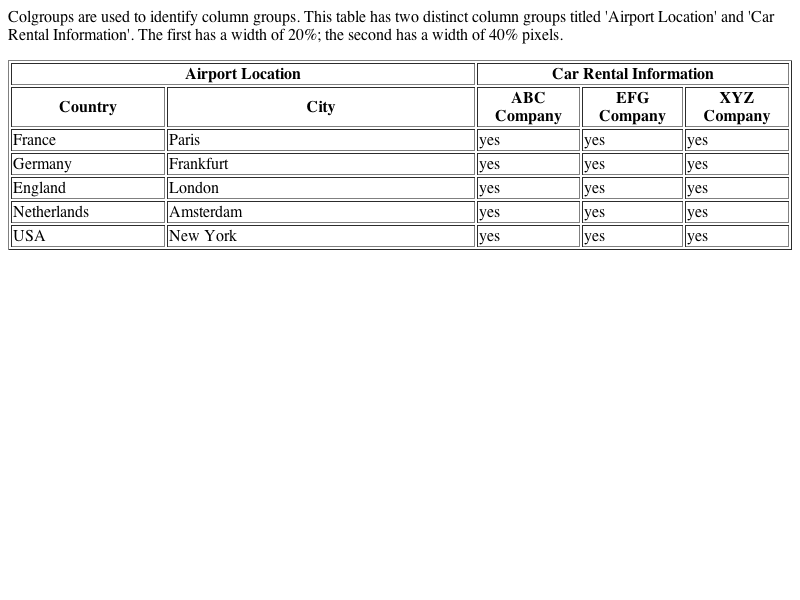 Colgroups are used to identify column groups. This table has two distinct column groups titled 'Airport Location' and 'Car
Rental Information'. The first has a width of 20%; the second has a width of 40% pixels.
Airport Location Car Rental Information
Country City ABC Company EFG Company XYZ Company
France Paris yes yes yes
Germany Frankfurt yes yes yes
England London yes yes yes
Netherlands Amsterdam yes yes yes
USA New York yes yes yes